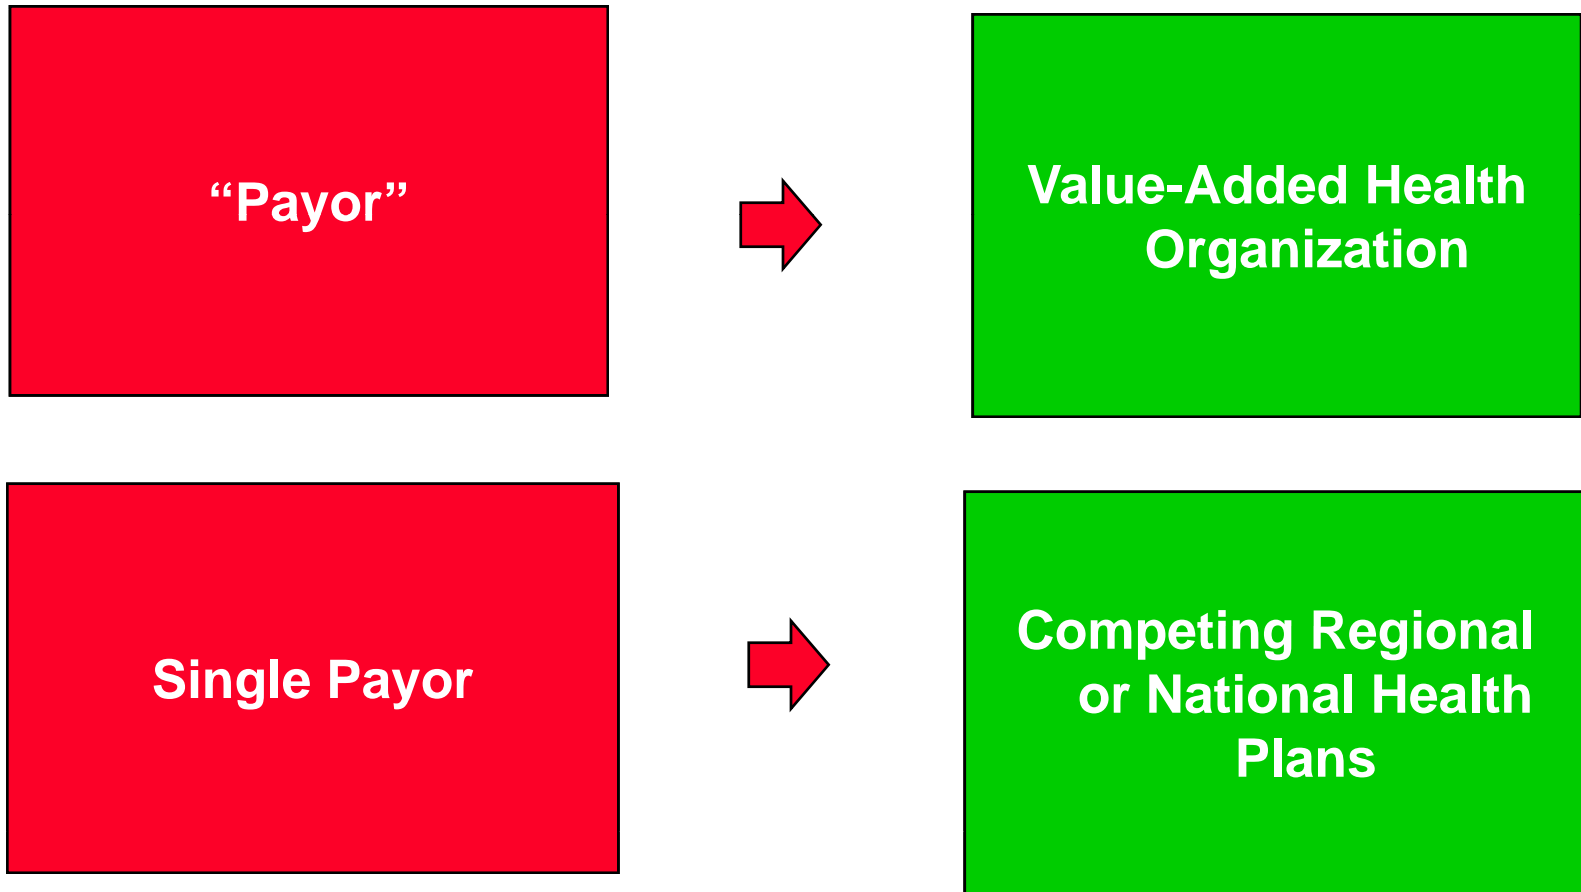 “Payor”
Value-Added Health
Organization
Single Payor
Competing Regional
or National Health
Plans